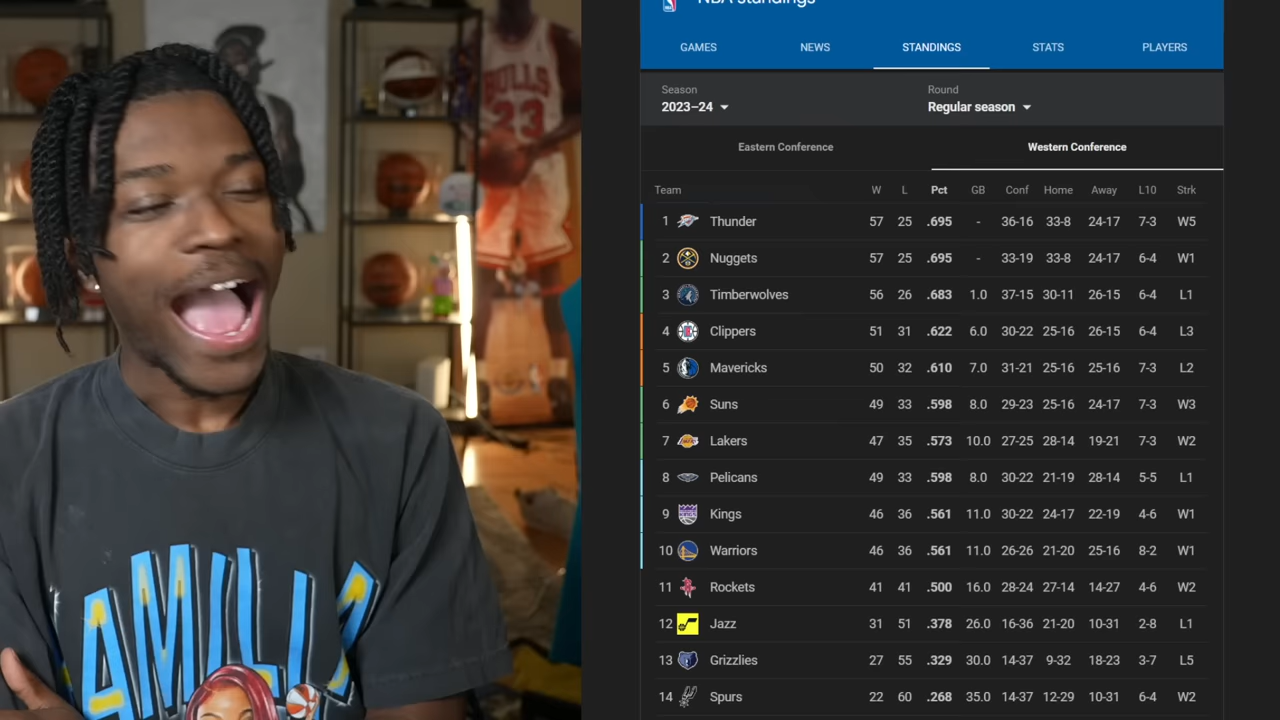 NBA standings
GAMES NEWS STANDINGS STATS PLAYERS
Season Round
2023–24 Regular season
Eastern Conference Western Conference
Team W L Pct GB Conf Home Away L10 Strk
1 Thunder 57 25 .695 - 36-16 33-8 24-17 7-3 W5
2 Nuggets 57 25 .695 - 33-19 33-8 24-17 6-4 W1
3 Timberwolves 56 26 .683 1.0 37-15 30-11 26-15 6-4 L1
4 Clippers 51 31 .622 6.0 30-22 25-16 26-15 6-4 L3
5 Mavericks 50 32 .610 7.0 31-21 25-16 25-16 7-3 L2
6 Suns 49 33 .598 8.0 29-23 25-16 24-17 7-3 W3
7 Lakers 47 35 .573 10.0 27-25 28-14 19-21 7-3 W2
8 Pelicans 49 33 .598 8.0 30-22 21-19 28-14 5-5 L1
9 Kings 46 36 .561 11.0 30-22 24-17 22-19 4-6 W1
10 Warriors 46 36 .561 11.0 26-26 21-20 25-16 8-2 W1
11 Rockets 41 41 .500 16.0 28-24 27-14 14-27 4-6 W2
12 Jazz 31 51 .378 26.0 16-36 21-20 10-31 2-8 L1
13 Grizzlies 27 55 .329 30.0 14-37 9-32 18-23 3-7 L5
14 Spurs 22 60 .268 35.0 14-37 12-29 10-31 6-4 W2
BULLS
23
AMILLI